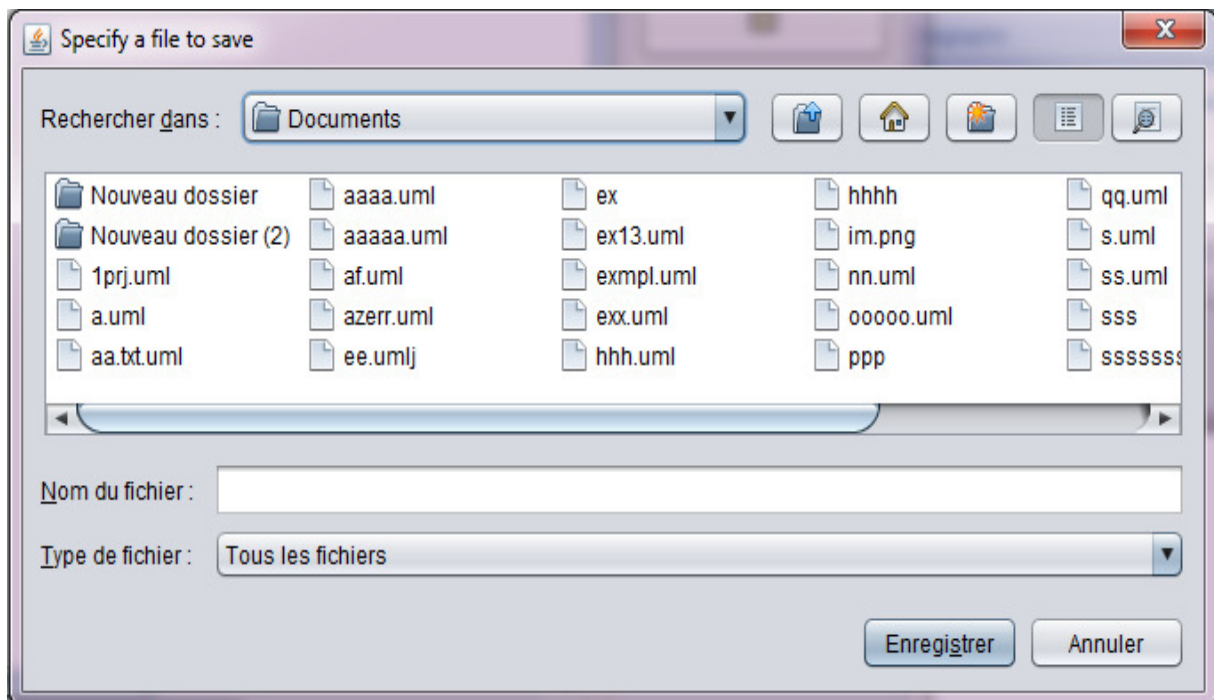 Specify a file to save
Rechercher dans : Documents
Nouveau dossier aaaa.uml ex hhhh qq.uml
Nouveau dossier (2) aaaaa.uml ex13.uml im.png s.uml
1prj.uml af.uml exmpl.uml nn.uml ss.uml
a.uml azerr.uml exx.uml ooooo.uml sss
aa.txt.uml ee.umlj hhh.uml ppp
Nom du fichier :
Type de fichier : Tous les fichiers
Enregistrer Annuler